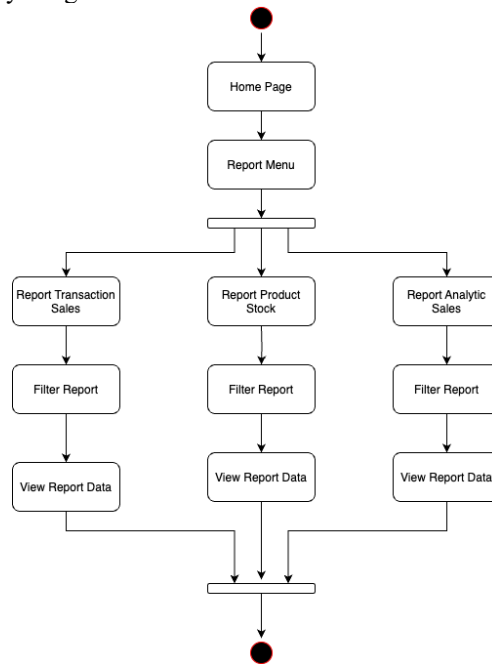 Home Page
Report Menu
Report Transaction
Sales
Report Product
Stock
Report Analytic
Sales
Filter Report
Filter Report
Filter Report
View Report Data
View Report Data
View Report Data